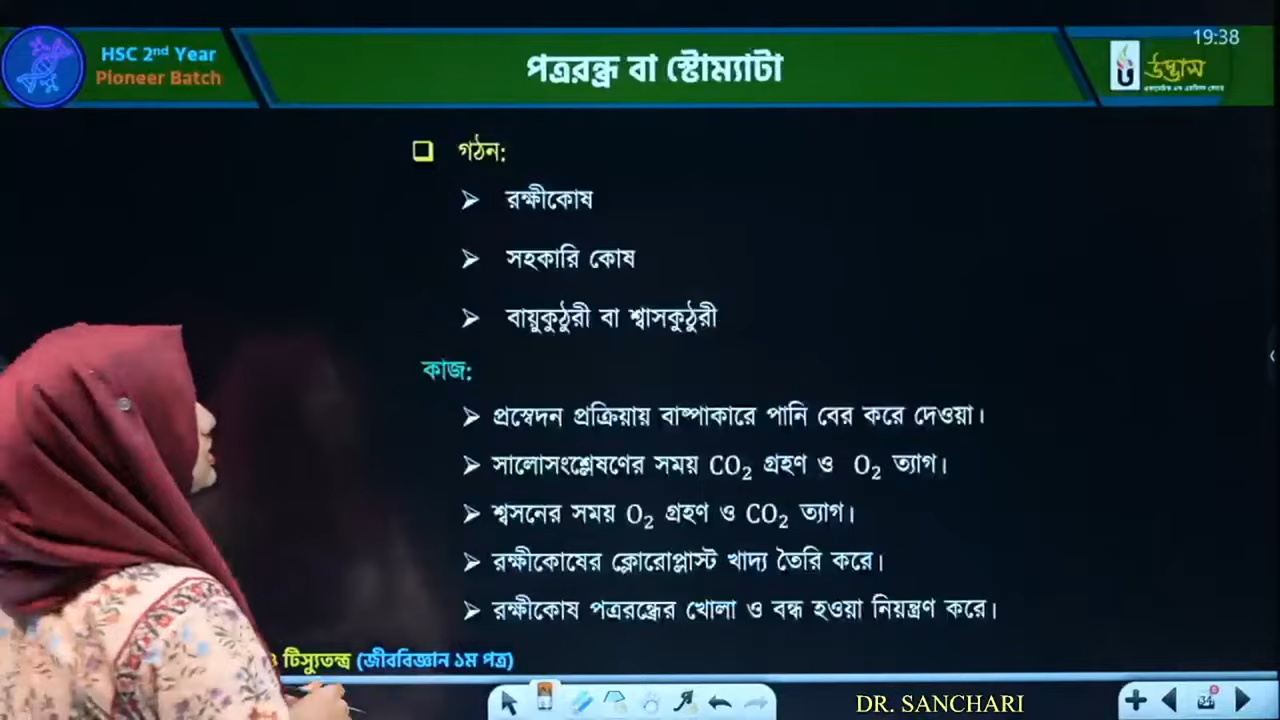 19:38
HSC 2nd Year
Pioneer Batch
পত্ররন্ধ্র বা স্টোম্যাটা
উদ্ভাস
গঠন:
রক্ষীকোষ
সহকারি কোষ
বায়ুকুঠুরী বা শ্বাসকুঠুরী
কাজ:
প্রস্বেদন প্রক্রিয়ায় বাষ্পাকারে পানি বের করে দেওয়া।
সালোসংশ্লেষণের সময় CO₂ গ্রহণ ও O₂ ত্যাগ।
শ্বসনের সময় O₂ গ্রহণ ও CO₂ ত্যাগ।
রক্ষীকোষের ক্লোরোপ্লাস্ট খাদ্য তৈরি করে।
রক্ষীকোষ পত্ররন্ধ্রের খোলা ও বন্ধ হওয়া নিয়ন্ত্রণ করে।
টিস্যুতন্ত্র (জীববিজ্ঞান ১ম পত্র)
DR. SANCHARI